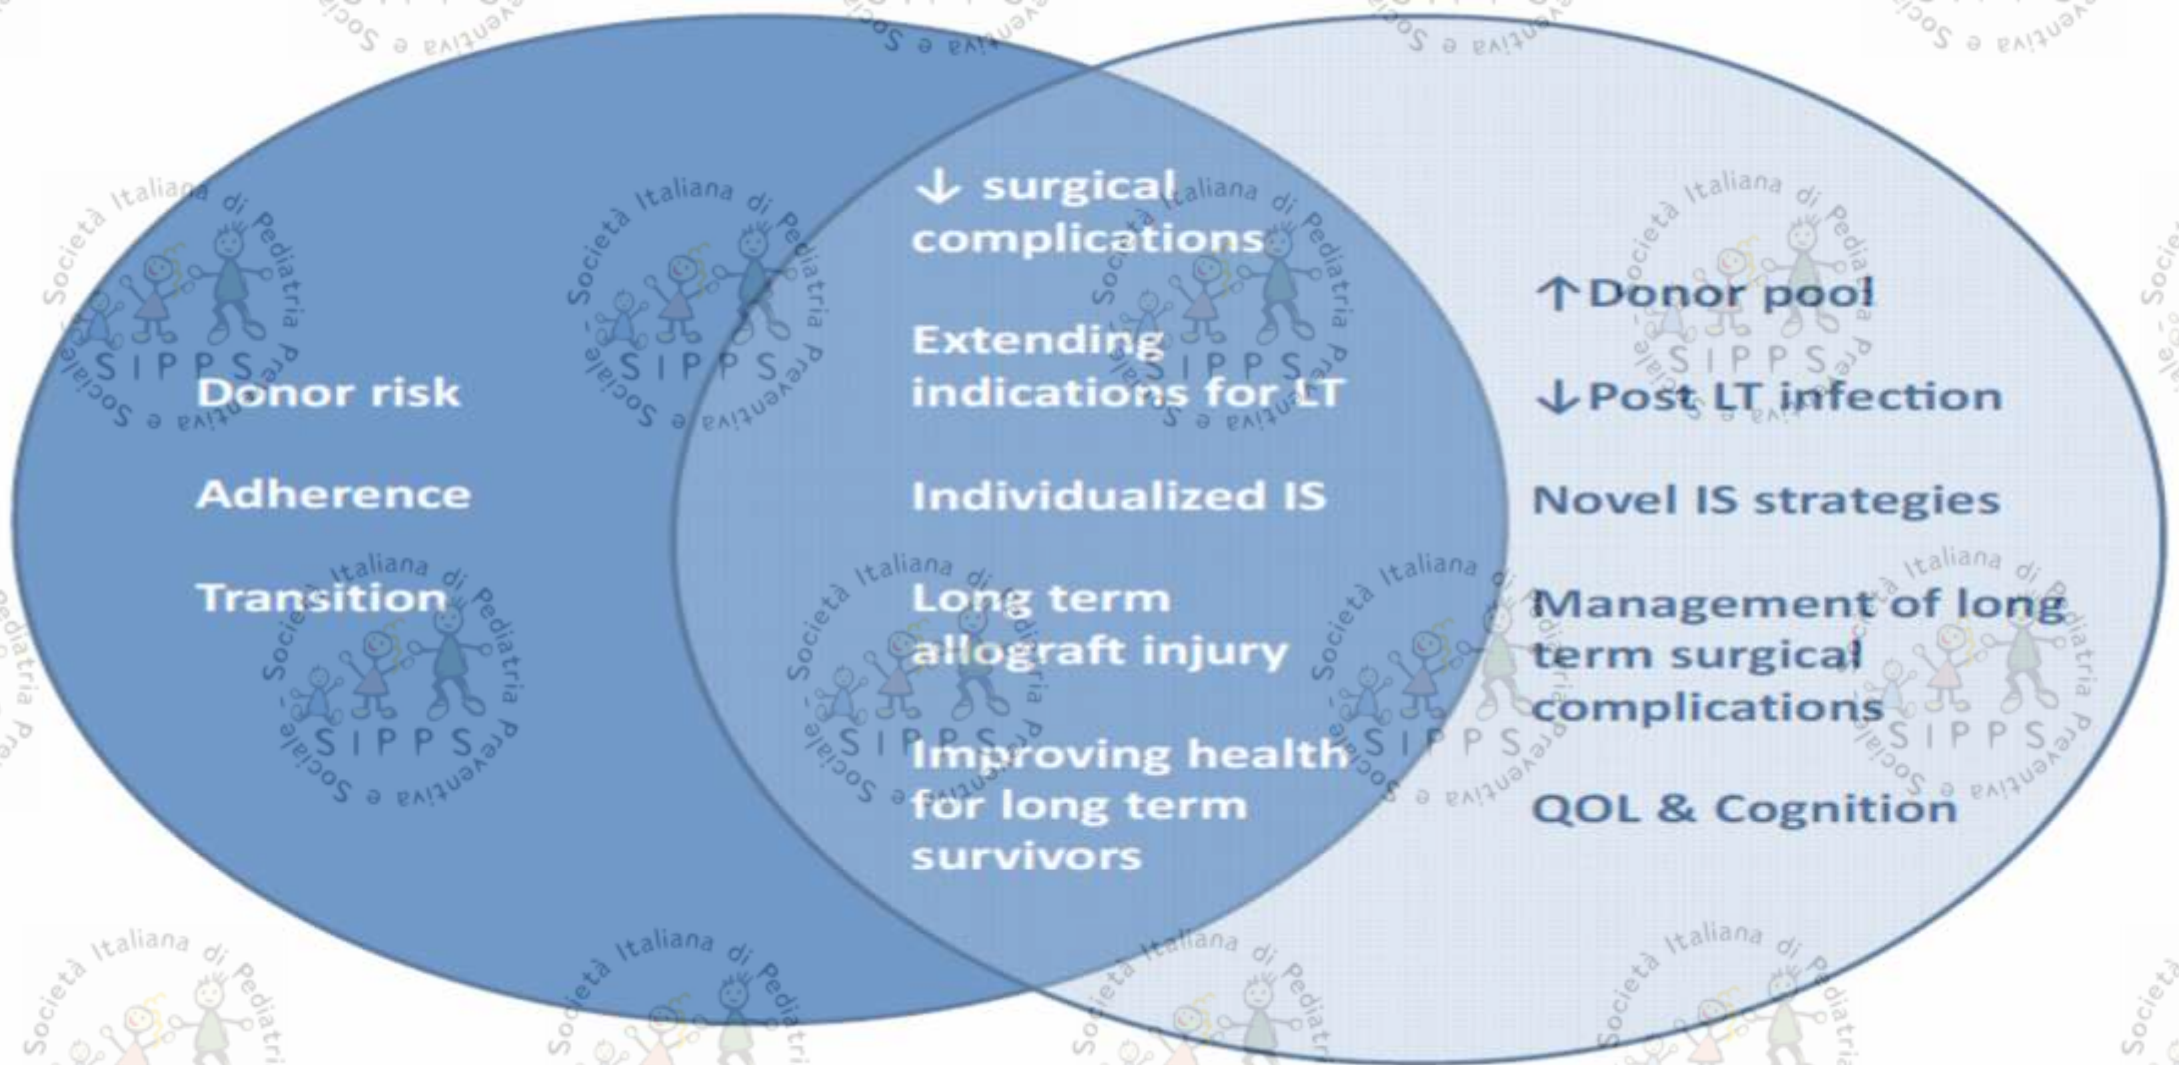 Donor risk
Adherence
Transition
↓ surgical
complications
Extending
indications for LT
Individualized IS
Long term
allograft injury
Improving health
for long term
survivors
↑Donor pool
↓Post LT infection
Novel IS strategies
Management of long
term surgical
complications
QOL & Cognition
Società Italiana di Pediatria Preventiva e Sociale
SIPPS